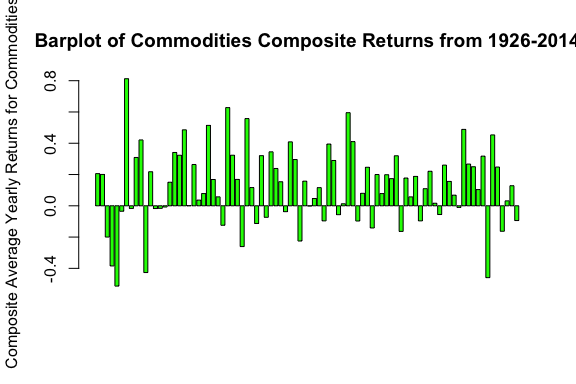 Barplot of Commodities Composite Returns from 1926-2014
Composite Average Yearly Returns for Commodities
0.8
0.4
0.0
-0.4